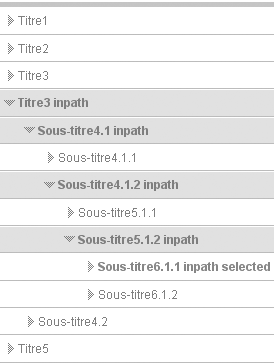 Titre1
Titre2
Titre3
Titre3 inpath
Sous-titre4.1 inpath
Sous-titre4.1.1
Sous-titre4.1.2 inpath
Sous-titre5.1.1
Sous-titre5.1.2 inpath
Sous-titre6.1.1 inpath selected
Sous-titre6.1.2
Sous-titre4.2
Titre5